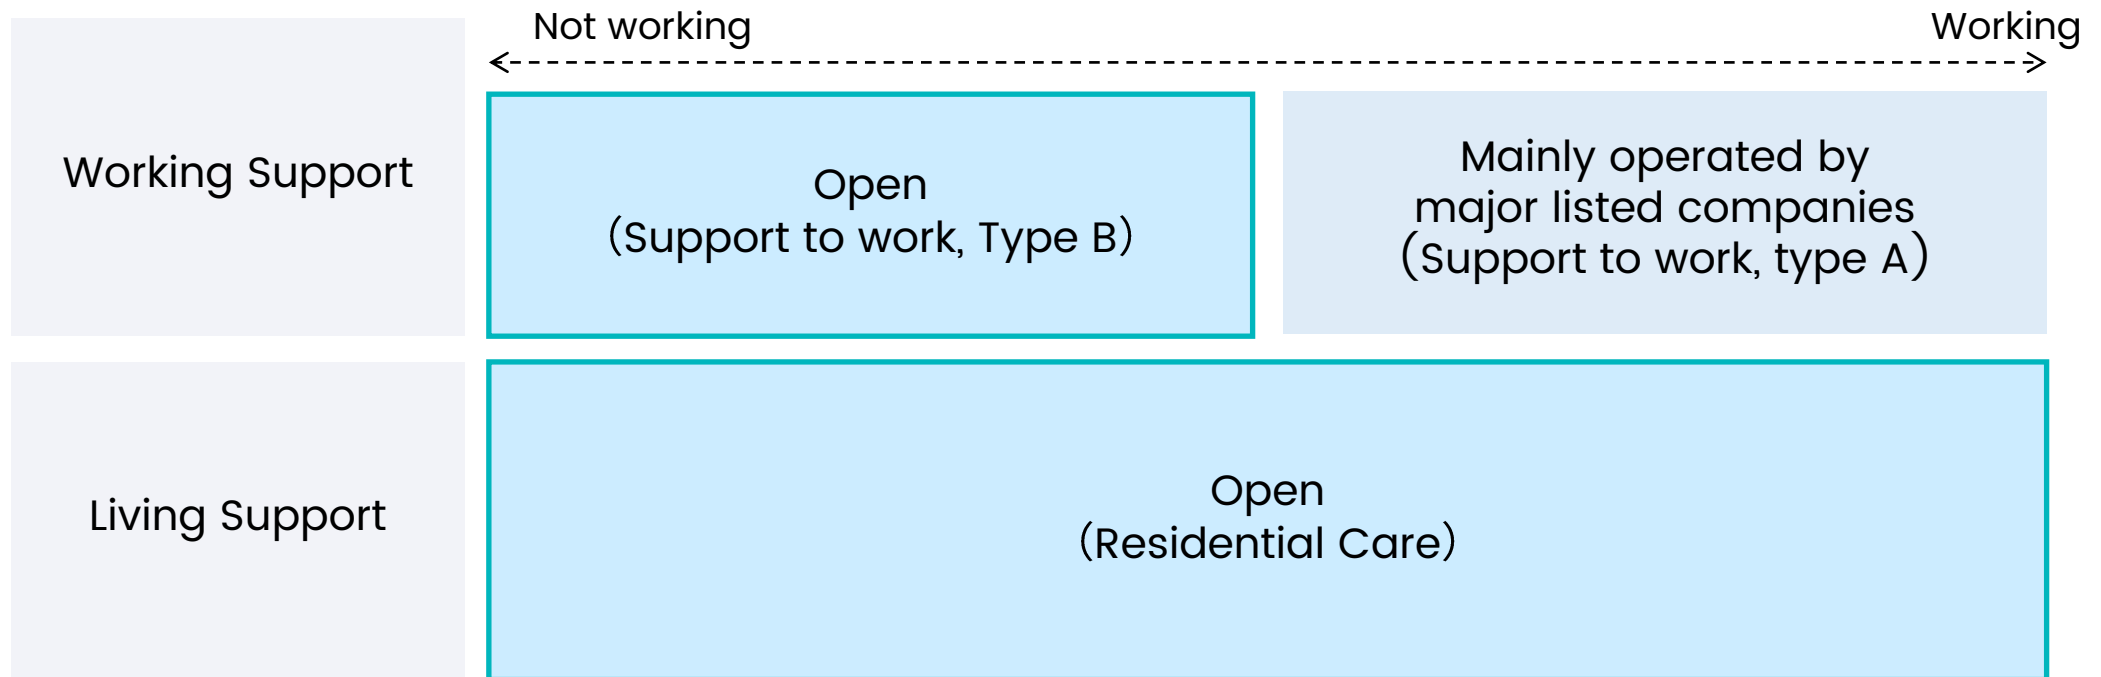 Not working
Working
Working Support
Open
(Support to work, Type B)
Mainly operated by
major listed companies
(Support to work, type A)
Living Support
Open
(Residential Care)